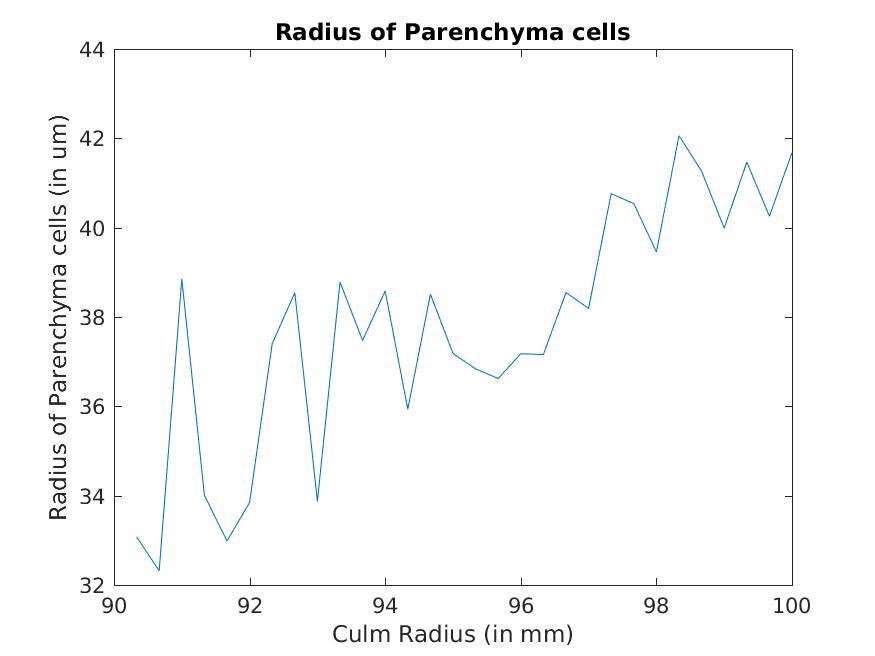 Radius of Parenchyma cells
44
42
40
38
36
34
32
Radius of Parenchyma cells (in um)
90 92 94 96 98 100
Culm Radius (in mm)